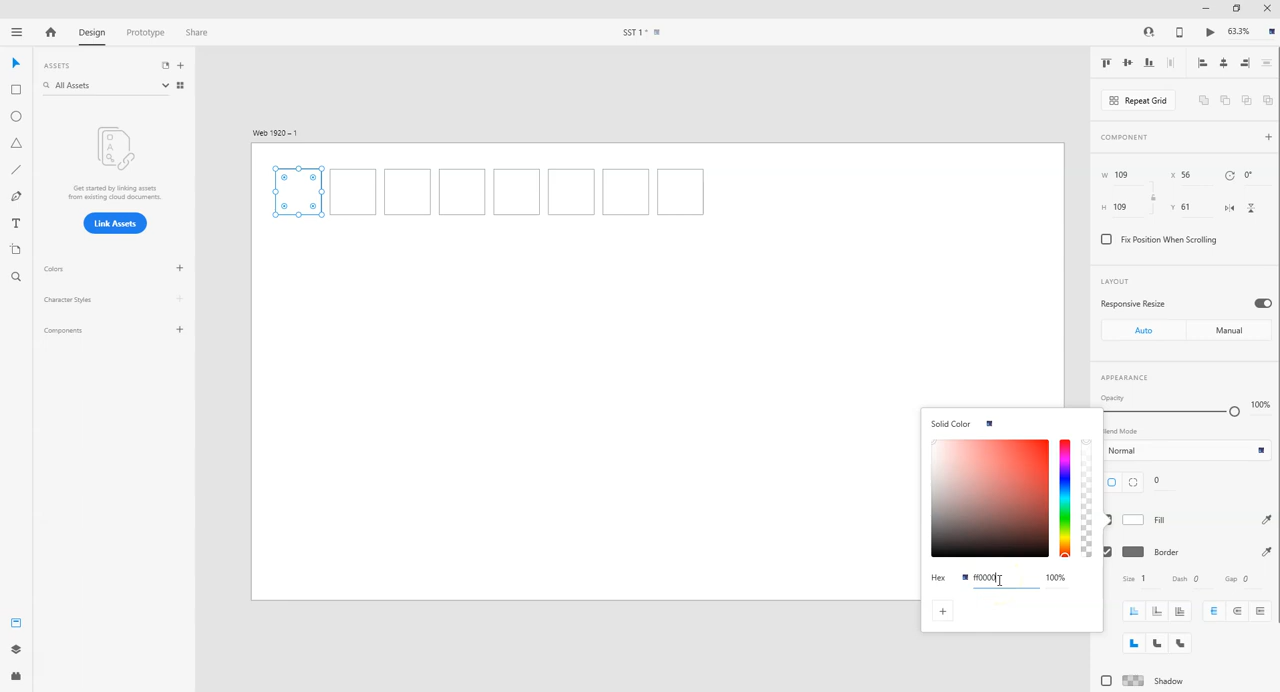 Design
Prototype
Share
SST 1 *
63.3%
ASSETS
All Assets
Get started by linking assets
from existing cloud documents.
Link Assets
Colors
Character Styles
Components
Web 1920 – 1
Repeat Grid
COMPONENT
W 109
X 56
0°
H 109
Y 61
Fix Position When Scrolling
LAYOUT
Responsive Resize
Auto
Manual
APPEARANCE
Opacity
100%
Blend Mode
Normal
0
Fill
Border
Size 1
Dash 0
Gap 0
Shadow
Solid Color
Hex
ff0000
100%